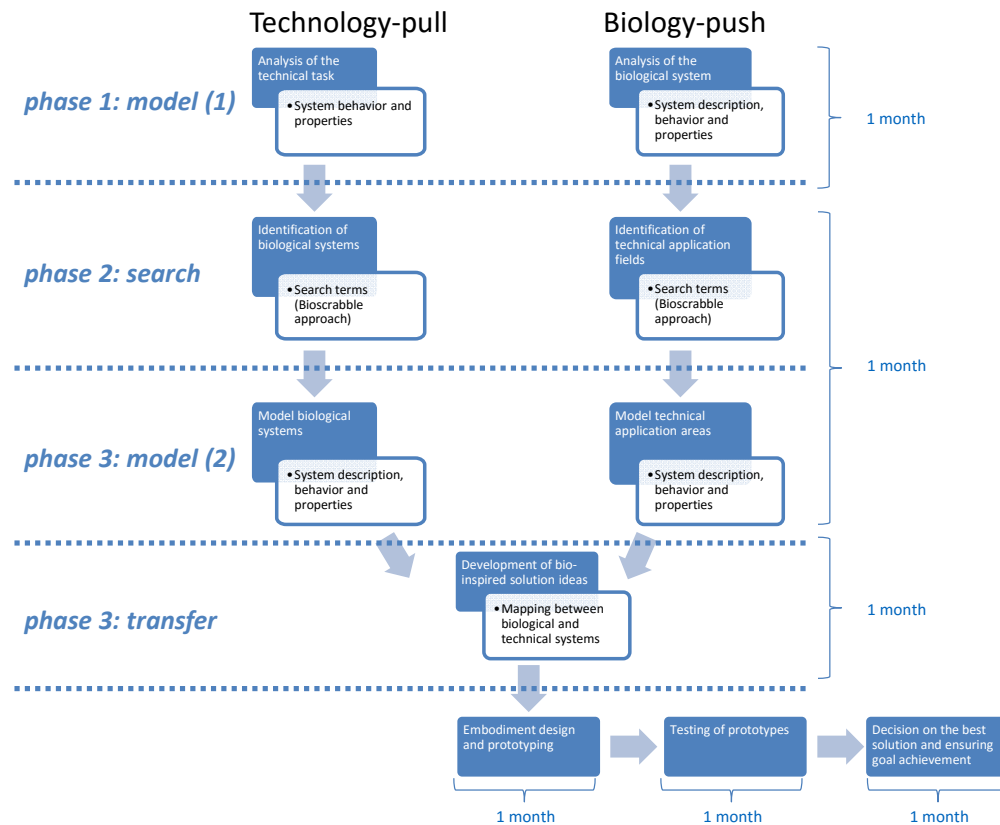 Technology-pull
Biology-push
phase 1: model (1)
Analysis of the
technical task
•System behavior and
properties
Analysis of the
biological system
•System description,
behavior and
properties
1 month
phase 2: search
Identification of
biological systems
•Search terms
(Bioscrabble
approach)
Identification of
technical application
fields
•Search terms
(Bioscrabble
approach)
1 month
phase 3: model (2)
Model biological
systems
•System description,
behavior and
properties
Model technical
application areas
•System description,
behavior and
properties
phase 3: transfer
Development of bio-
inspired solution ideas
•Mapping between
biological and
technical systems
1 month
Embodiment design
and prototyping
Testing of prototypes
Decision on the best
solution and ensuring
goal achievement
1 month
1 month
1 month